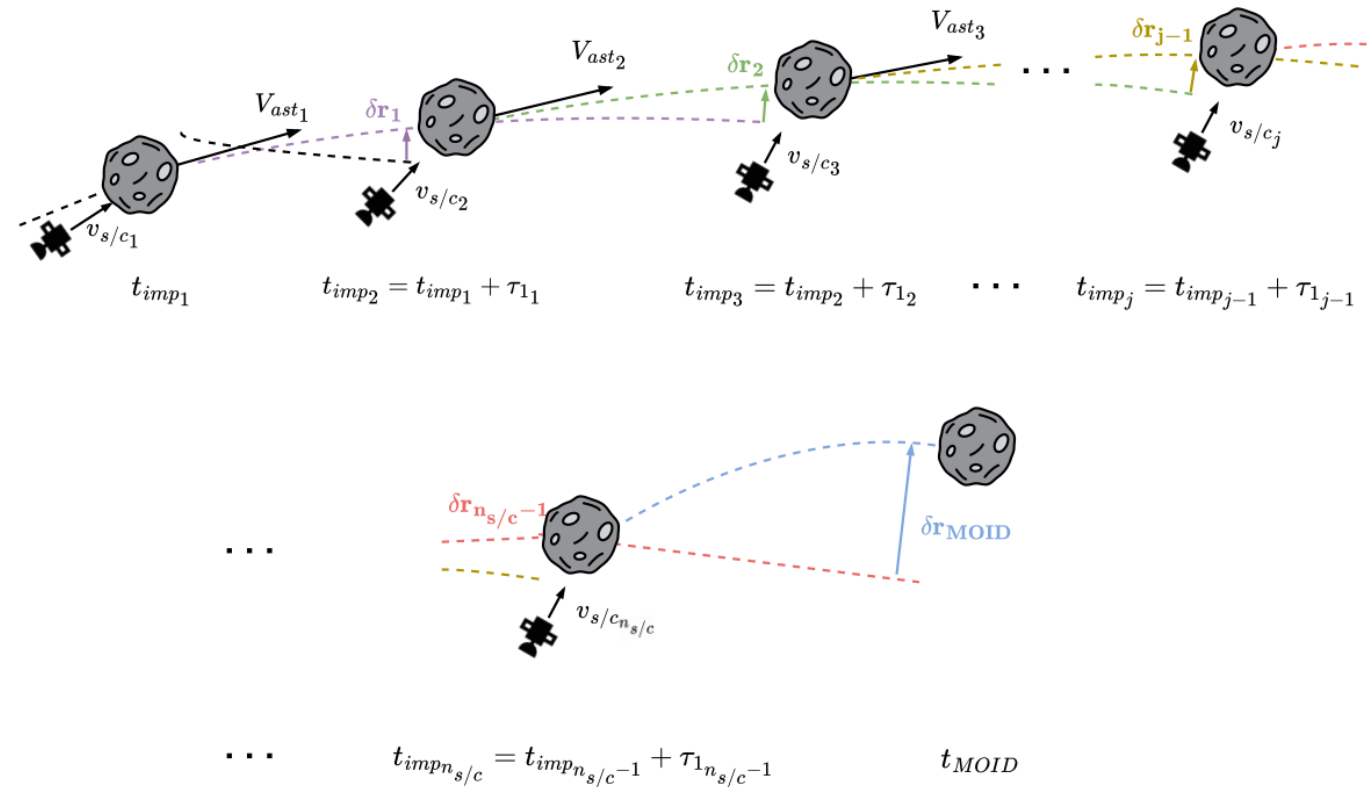 V_{ast_1} δr_1 V_{ast_2} δr_2 V_{ast_3} ... δr_{j-1}
v_{s/c_1} v_{s/c_2} v_{s/c_3} v_{s/c_j}
t_{imp_1} t_{imp_2} = t_{imp_1} + τ_{1_1} t_{imp_3} = t_{imp_2} + τ_{1_2} ... t_{imp_j} = t_{imp_{j-1}} + τ_{1_{j-1}}
... δr_{n_{s/c}-1} δr_{MOID}
v_{s/c_{n_{s/c}}}
... t_{imp_{n_{s/c}}} = t_{imp_{n_{s/c}-1}} + τ_{1_{n_{s/c}-1}} t_{MOID}